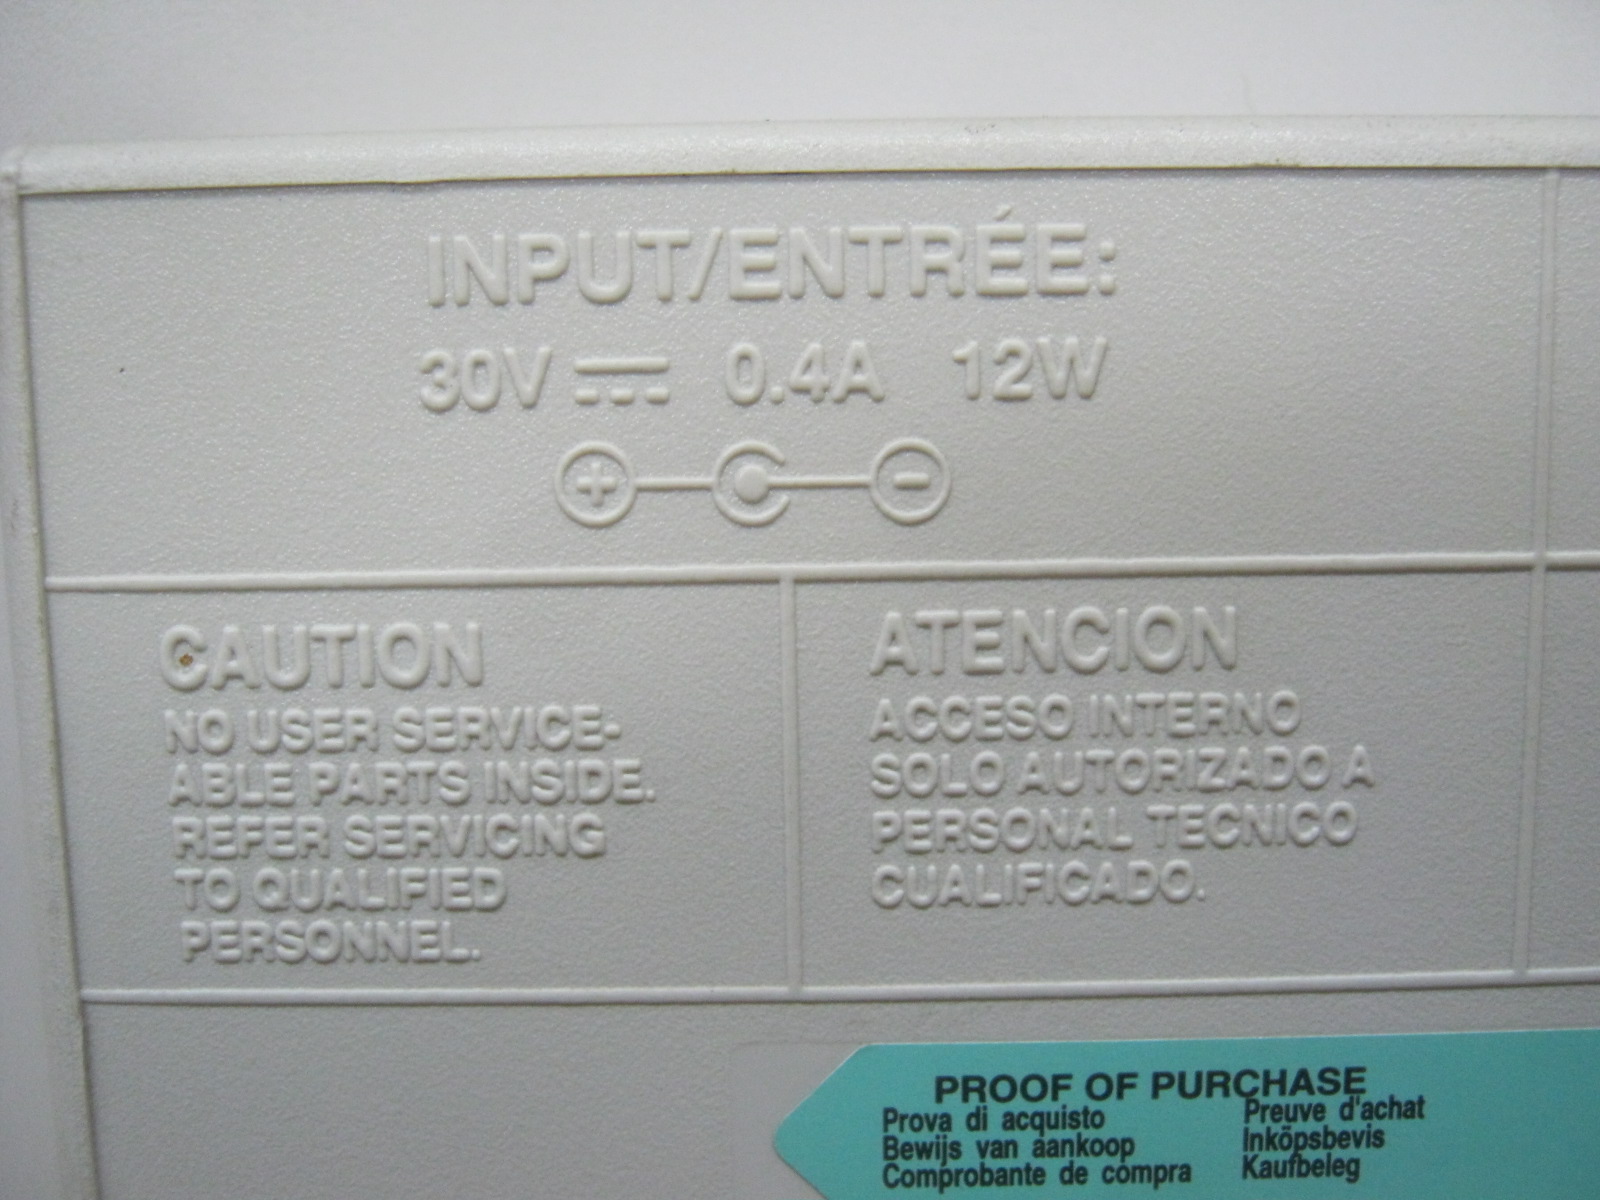 INPUT/ENTRÉE:
30V ⎓ 0.4A 12W
+ -
CAUTION
NO USER SERVICE-
ABLE PARTS INSIDE.
REFER SERVICING
TO QUALIFIED
PERSONNEL.
ATENCION
ACCESO INTERNO
SOLO AUTORIZADO A
PERSONAL TECNICO
CUALIFICADO.
PROOF OF PURCHASE
Prova di acquisto
Bewijs van aankoop
Comprobante de compra
Preuve d'achat
Inköpsbevis
Kaufbeleg